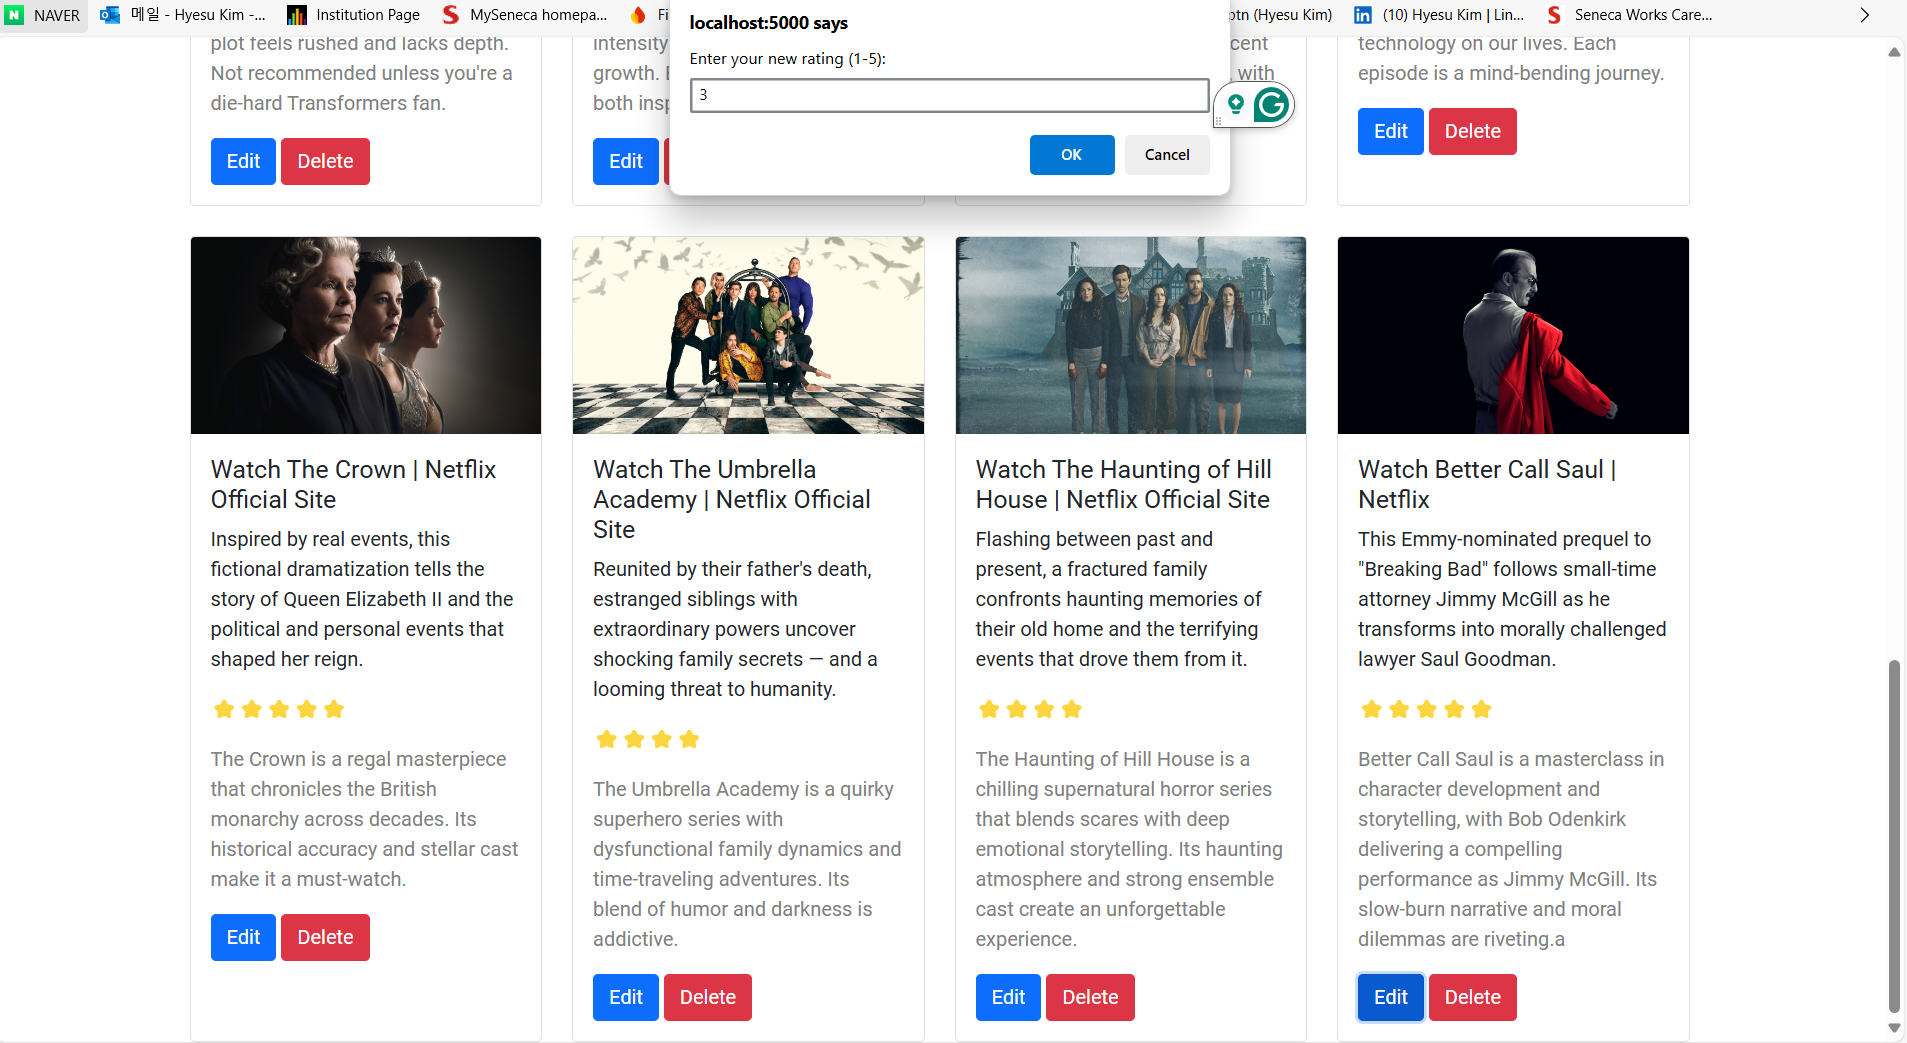 NAVER
메일 - Hyesu Kim -...
Institution Page
MySeneca homepa...
(Hyesu Kim)
(10) Hyesu Kim | Lin...
Seneca Works Care...
localhost:5000 says
Enter your new rating (1-5):
3
OK
Cancel
plot feels rushed and lacks depth.
Not recommended unless you're a
die-hard Transformers fan.
Edit
Delete
intensity
growth.
both
Edit
with
technology on our lives. Each
episode is a mind-bending journey.
Edit
Delete
Watch The Crown | Netflix
Official Site
Inspired by real events, this
fictional dramatization tells the
story of Queen Elizabeth II and the
political and personal events that
shaped her reign.
The Crown is a regal masterpiece
that chronicles the British
monarchy across decades. Its
historical accuracy and stellar cast
make it a must-watch.
Edit
Delete
Watch The Umbrella
Academy | Netflix Official
Site
Reunited by their father's death,
estranged siblings with
extraordinary powers uncover
shocking family secrets — and a
looming threat to humanity.
The Umbrella Academy is a quirky
superhero series with
dysfunctional family dynamics and
time-traveling adventures. Its
blend of humor and darkness is
addictive.
Edit
Delete
Watch The Haunting of Hill
House | Netflix Official Site
Flashing between past and
present, a fractured family
confronts haunting memories of
their old home and the terrifying
events that drove them from it.
The Haunting of Hill House is a
chilling supernatural horror series
that blends scares with deep
emotional storytelling. Its haunting
atmosphere and strong ensemble
cast create an unforgettable
experience.
Edit
Delete
Watch Better Call Saul |
Netflix
This Emmy-nominated prequel to
"Breaking Bad" follows small-time
attorney Jimmy McGill as he
transforms into morally challenged
lawyer Saul Goodman.
Better Call Saul is a masterclass in
character development and
storytelling, with Bob Odenkirk
delivering a compelling
performance as Jimmy McGill. Its
slow-burn narrative and moral
dilemmas are riveting.a
Edit
Delete